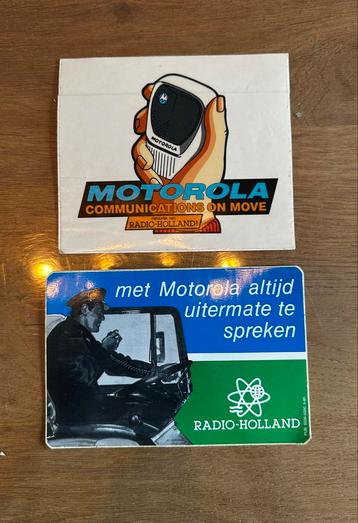 MOTOROLA
MOTOROLA
COMMUNICATIONS ON MOVE
RADIO-HOLLAND!
met Motorola altijd
uitermate te
spreken
RADIO-HOLLAND